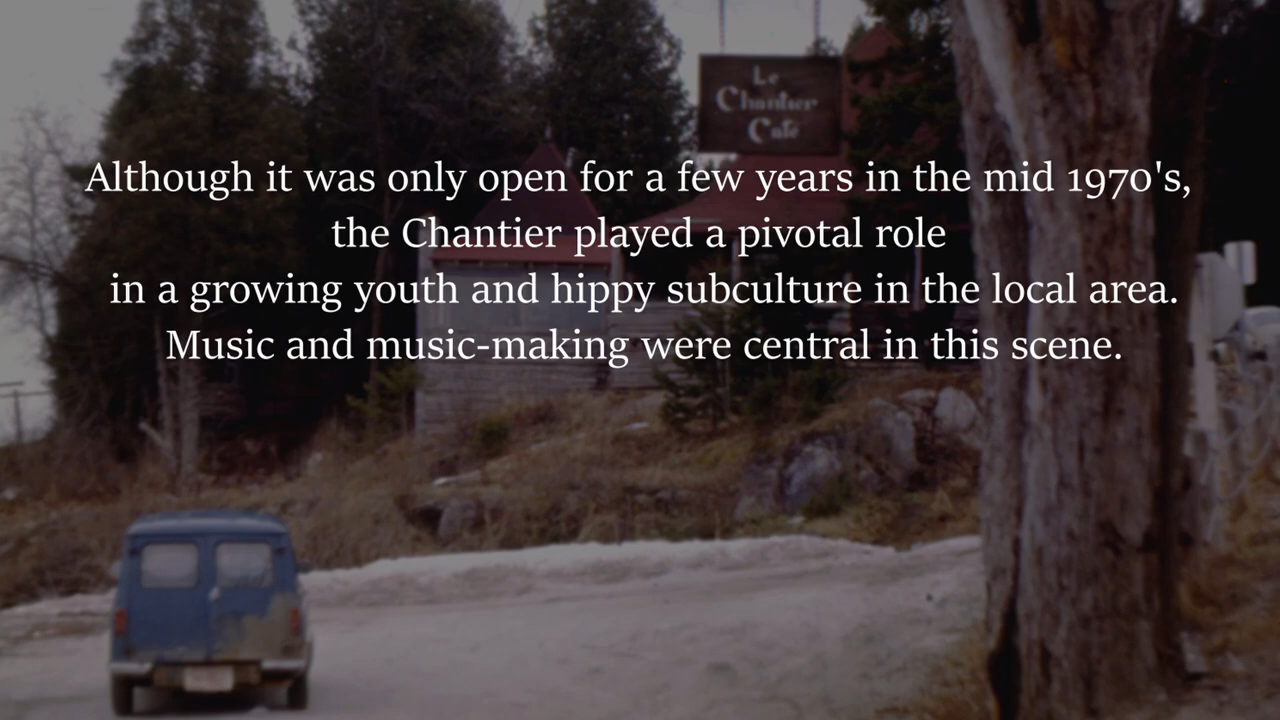 Le
Chantier
Café
Although it was only open for a few years in the mid 1970's,
the Chantier played a pivotal role
in a growing youth and hippy subculture in the local area.
Music and music-making were central in this scene.